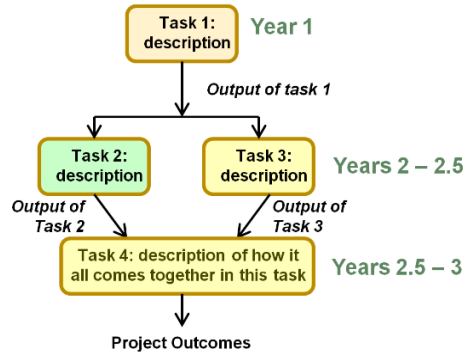 Task 1:
description
Year 1
Output of task 1
Task 2:
description
Task 3:
description
Years 2 – 2.5
Output of
Task 2
Output of
Task 3
Task 4: description of how it
all comes together in this task
Years 2.5 – 3
Project Outcomes